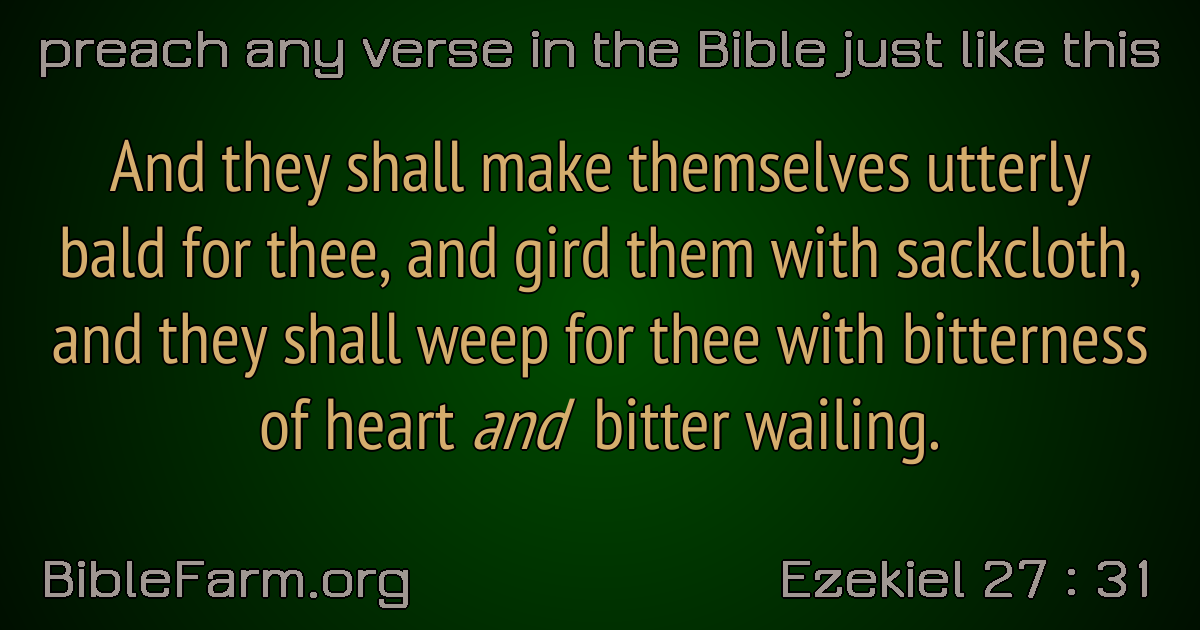 preach any verse in the Bible just like this
And they shall make themselves utterly
bald for thee, and gird them with sackcloth,
and they shall weep for thee with bitterness
of heart and bitter wailing.
BibleFarm.org
Ezekiel 27 : 31